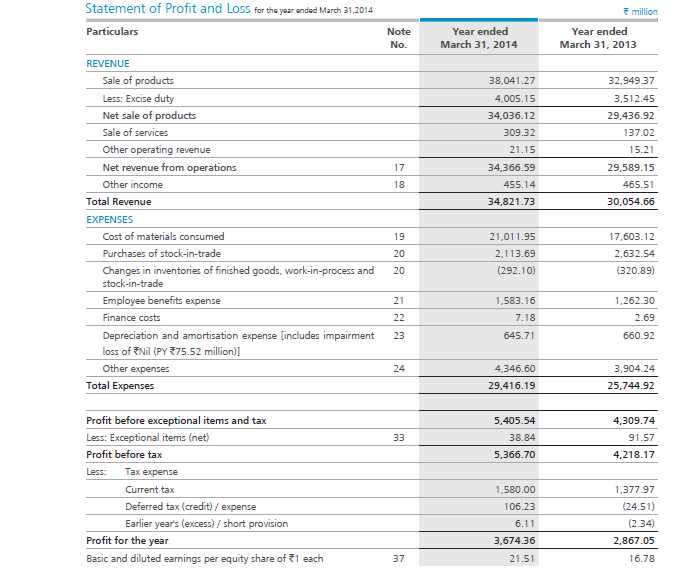 Statement of Profit and Loss for the year ended March 31,2014
₹ million
Particulars Note No. Year ended March 31, 2014 Year ended March 31, 2013
REVENUE
Sale of products 38,041.27 32,949.37
Less: Excise duty 4,005.15 3,512.45
Net sale of products 34,036.12 29,436.92
Sale of services 309.32 137.02
Other operating revenue 21.15 15.21
Net revenue from operations 17 34,366.59 29,589.15
Other income 18 455.14 465.51
Total Revenue 34,821.73 30,054.66
EXPENSES
Cost of materials consumed 19 21,011.95 17,603.12
Purchases of stock-in-trade 20 2,113.69 2,632.54
Changes in inventories of finished goods, work-in-process and 20 (292.10) (320.89)
stock-in-trade
Employee benefits expense 21 1,583.16 1,262.30
Finance costs 22 7.18 2.69
Depreciation and amortisation expense [includes impairment 23 645.71 660.92
loss of ₹Nil (PY ₹75.52 million)]
Other expenses 24 4,346.60 3,904.24
Total Expenses 29,416.19 25,744.92
Profit before exceptional items and tax 5,405.54 4,309.74
Less: Exceptional items (net) 33 38.84 91.57
Profit before tax 5,366.70 4,218.17
Less: Tax expense
Current tax 1,580.00 1,377.97
Deferred tax (credit) / expense 106.23 (24.51)
Earlier year's (excess) / short provision 6.11 (2.34)
Profit for the year 3,674.36 2,867.05
Basic and diluted earnings per equity share of ₹1 each 37 21.51 16.78